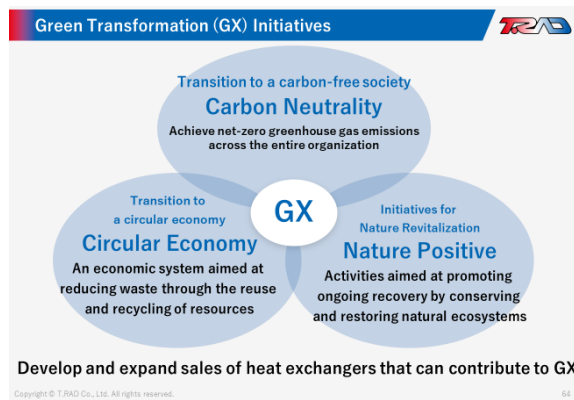 Green Transformation (GX) Initiatives
T.RAD
Transition to a carbon-free society
Carbon Neutrality
Achieve net-zero greenhouse gas emissions
across the entire organization
GX
Transition to
a circular economy
Circular Economy
An economic system aimed at
reducing waste through the reuse
and recycling of resources
Initiatives for
Nature Revitalization
Nature Positive
Activities aimed at promoting
ongoing recovery by conserving
and restoring natural ecosystems
Develop and expand sales of heat exchangers that can contribute to GX
Copyright © T.RAD Co., Ltd. All rights reserved.
64